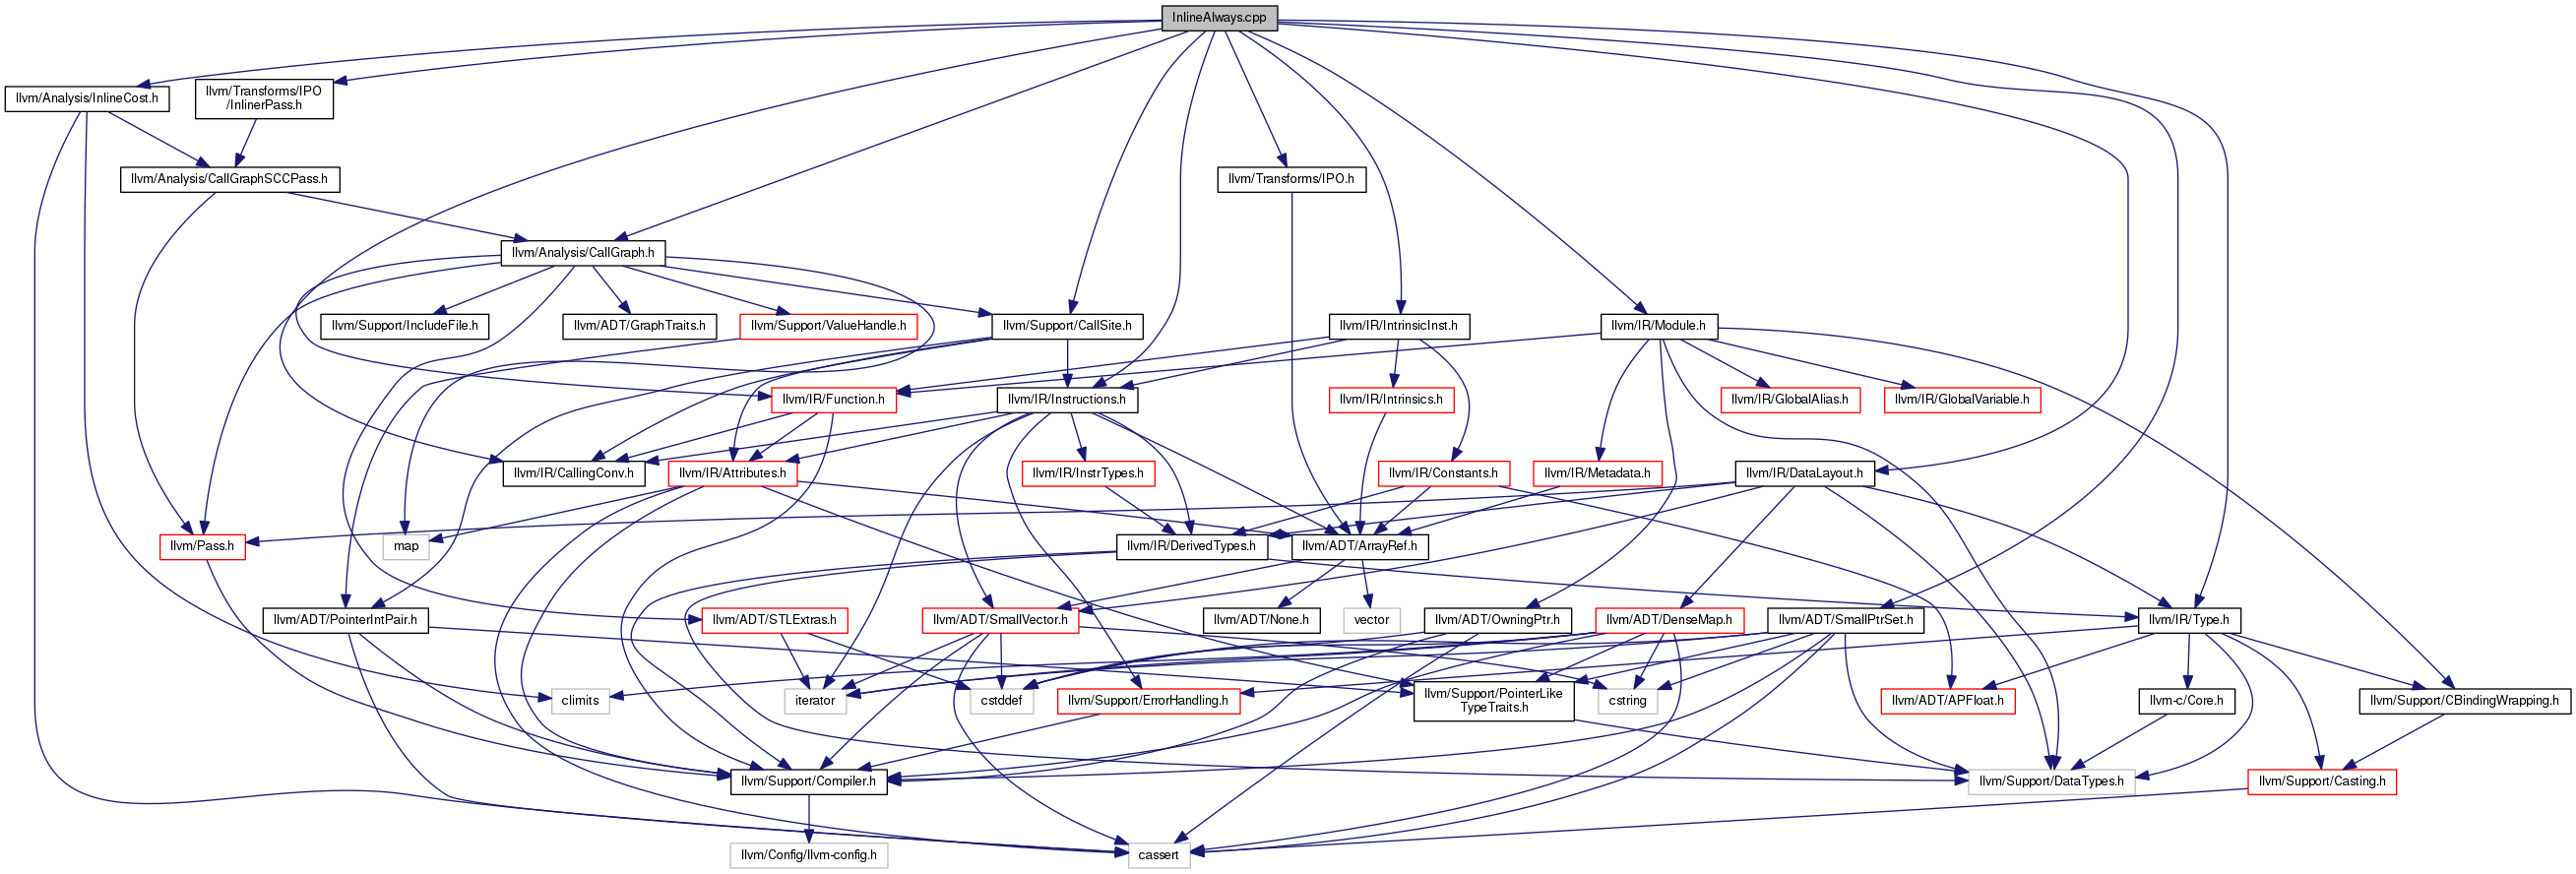 InlineAlways.cpp
llvm/Analysis/InlineCost.h
llvm/Transforms/IPO
/InlinerPass.h
llvm/Analysis/CallGraphSCCPass.h
llvm/Transforms/IPO.h
llvm/Analysis/CallGraph.h
llvm/Support/IncludeFile.h
llvm/ADT/GraphTraits.h
llvm/Support/ValueHandle.h
llvm/Support/CallSite.h
llvm/IR/IntrinsicInst.h
llvm/IR/Module.h
llvm/IR/Function.h
llvm/IR/Instructions.h
llvm/IR/Intrinsics.h
llvm/IR/GlobalAlias.h
llvm/IR/GlobalVariable.h
llvm/IR/CallingConv.h
llvm/IR/Attributes.h
llvm/IR/InstrTypes.h
llvm/IR/Constants.h
llvm/IR/Metadata.h
llvm/IR/DataLayout.h
llvm/Pass.h
map
llvm/IR/DerivedTypes.h
llvm/ADT/ArrayRef.h
llvm/ADT/PointerIntPair.h
llvm/ADT/STLExtras.h
llvm/ADT/SmallVector.h
llvm/ADT/None.h
vector
llvm/ADT/OwningPtr.h
llvm/ADT/DenseMap.h
llvm/ADT/SmallPtrSet.h
llvm/IR/Type.h
climits
iterator
cstddef
llvm/Support/ErrorHandling.h
llvm/Support/PointerLike
TypeTraits.h
cstring
llvm/ADT/APFloat.h
llvm-c/Core.h
llvm/Support/CBindingWrapping.h
llvm/Support/Compiler.h
llvm/Support/DataTypes.h
llvm/Support/Casting.h
llvm/Config/llvm-config.h
cassert